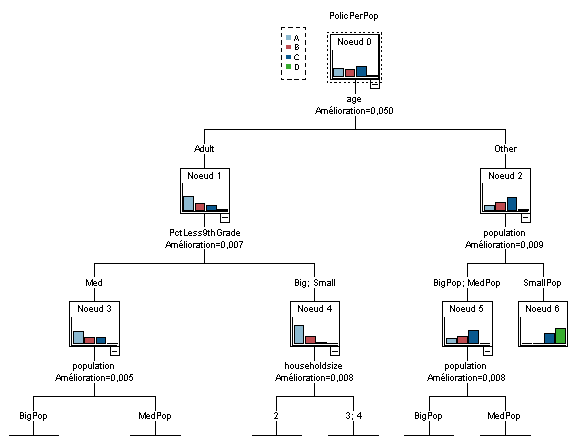 PolicPerPop
A
B
C
D
Noeud 0
age
Amélioration=0,050
Adult
Other
Noeud 1
Noeud 2
PctLess9thGrade
Amélioration=0,007
population
Amélioration=0,009
Med
Big; Small
BigPop; MedPop
SmallPop
Noeud 3
Noeud 4
Noeud 5
Noeud 6
population
Amélioration=0,005
householdsize
Amélioration=0,008
population
Amélioration=0,008
BigPop
MedPop
2
3; 4
BigPop
MedPop